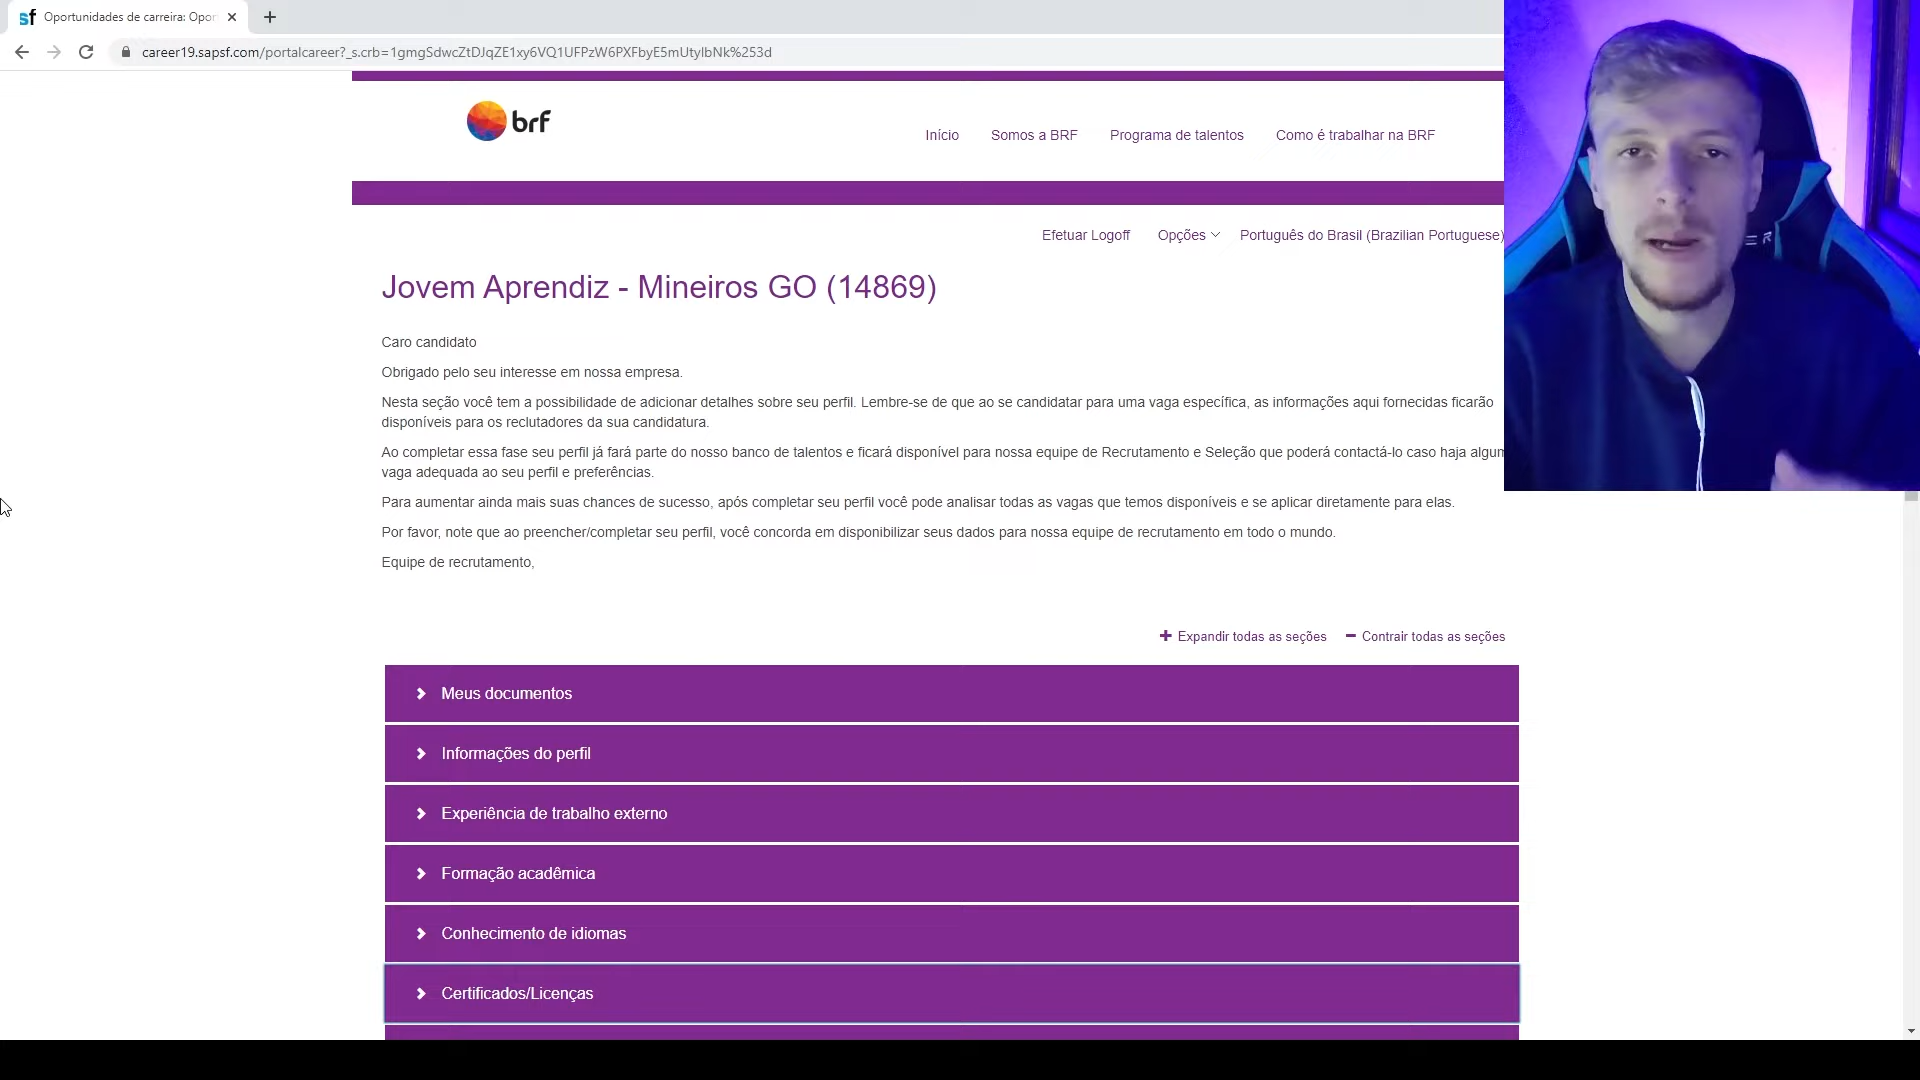 sf Oportunidades de carreira: Opor
career19.sapsf.com/portalcareer?_s.crb=1gmgSdwcZtDJqZE1xy6VQ1UFPzW6PXFbyE5mUtylbNk%253d
brf
Início Somos a BRF Programa de talentos Como é trabalhar na BRF
Efetuar Logoff Opções Português do Brasil (Brazilian Portuguese)
Jovem Aprendiz - Mineiros GO (14869)
Caro candidato
Obrigado pelo seu interesse em nossa empresa.
Nesta seção você tem a possibilidade de adicionar detalhes sobre seu perfil. Lembre-se de que ao se candidatar para uma vaga específica, as informações aqui fornecidas ficarão
disponíveis para os reclutadores da sua candidatura.
Ao completar essa fase seu perfil já fará parte do nosso banco de talentos e ficará disponível para nossa equipe de Recrutamento e Seleção que poderá contactá-lo caso haja algum
vaga adequada ao seu perfil e preferências.
Para aumentar ainda mais suas chances de sucesso, após completar seu perfil você pode analisar todas as vagas que temos disponíveis e se aplicar diretamente para elas.
Por favor, note que ao preencher/completar seu perfil, você concorda em disponibilizar seus dados para nossa equipe de recrutamento em todo o mundo.
Equipe de recrutamento,
Expandir todas as seções Contrair todas as seções
Meus documentos
Informações do perfil
Experiência de trabalho externo
Formação acadêmica
Conhecimento de idiomas
Certificados/Licenças